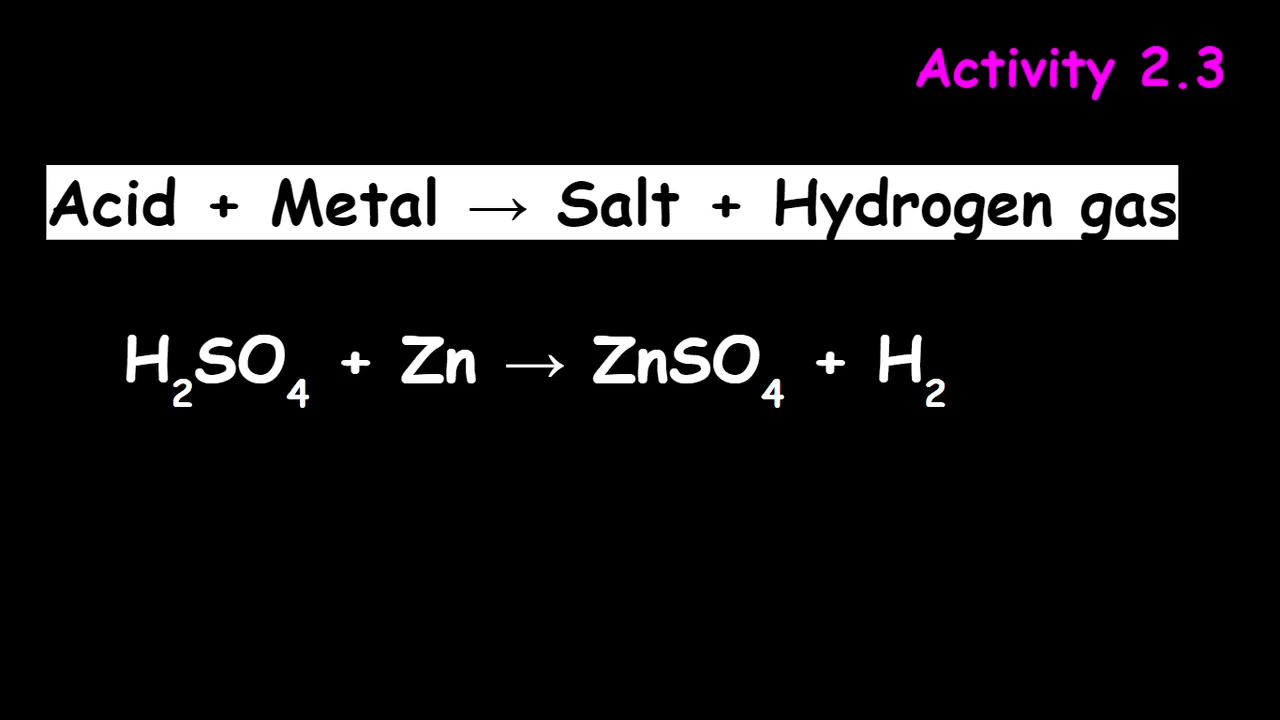 Activity 2.3
Acid + Metal → Salt + Hydrogen gas
H₂SO₄ + Zn → ZnSO₄ + H₂